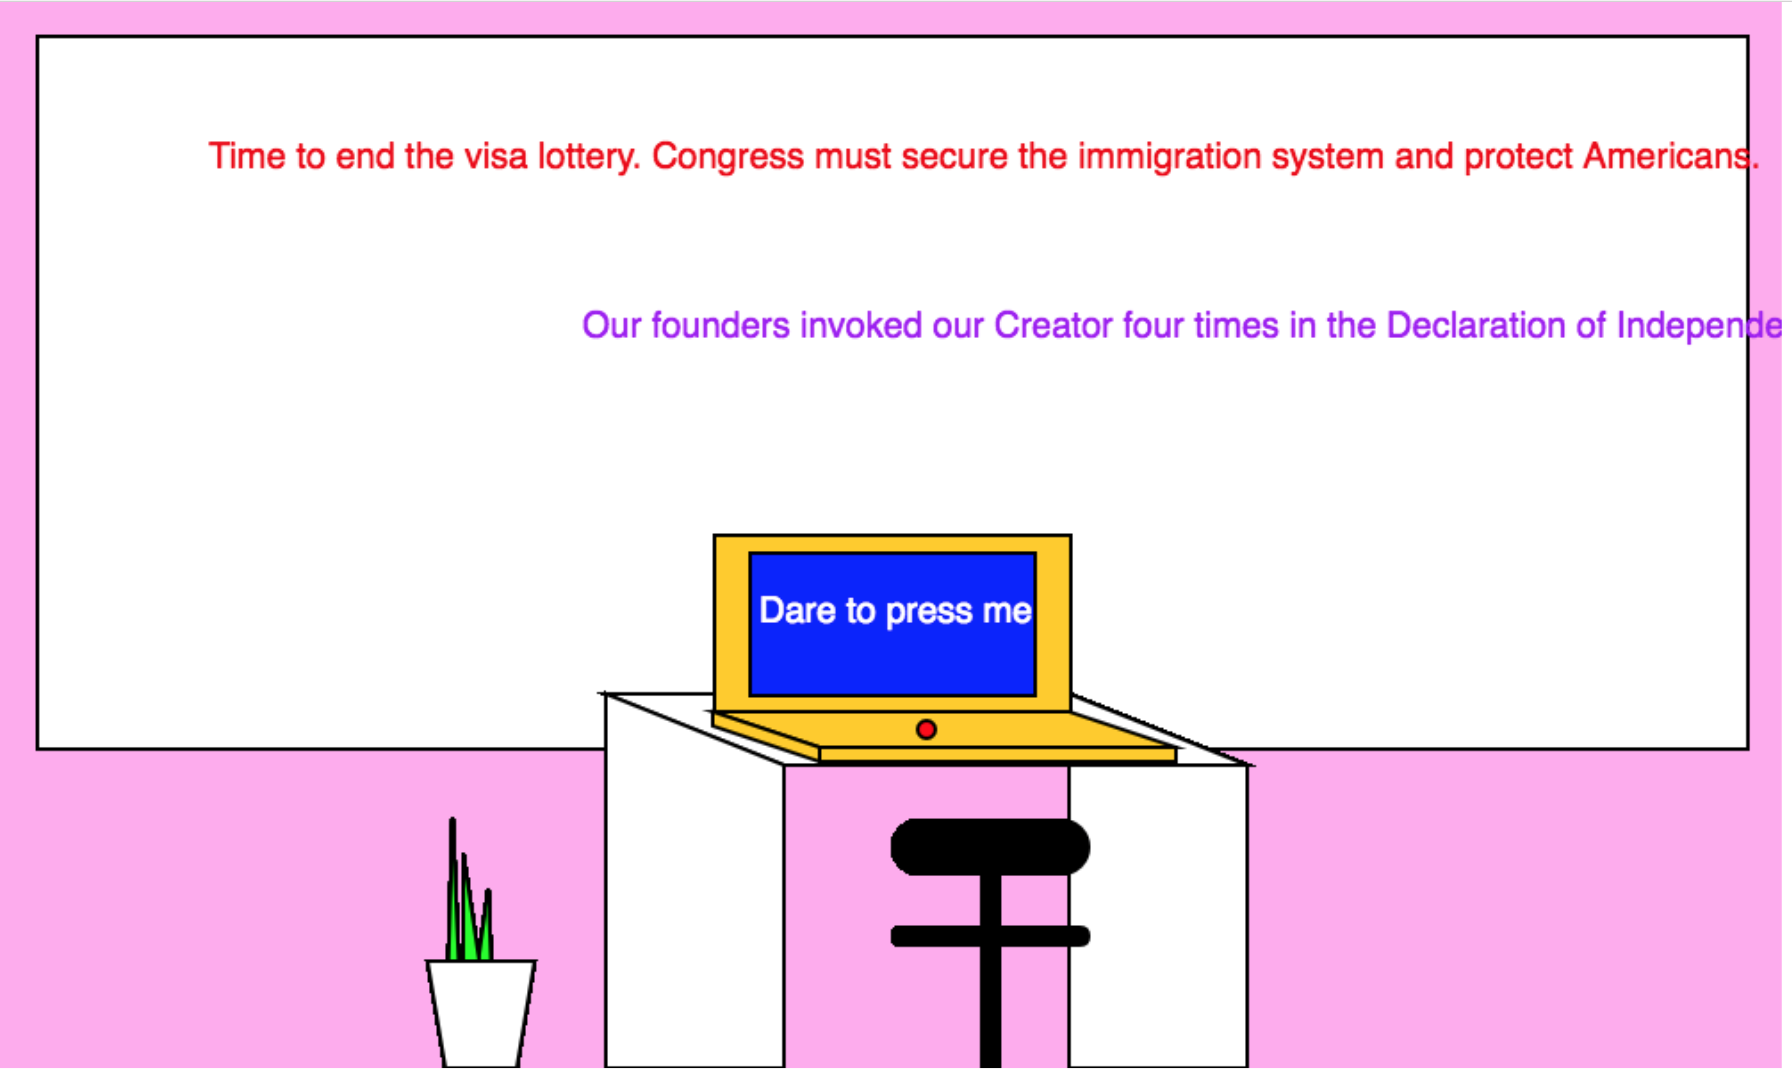 Time to end the visa lottery. Congress must secure the immigration system and protect Americans.
Our founders invoked our Creator four times in the Declaration of Independe
Dare to press me